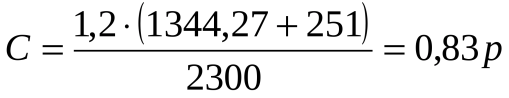 C = 1,2 · (1344,27 + 251) / 2300 = 0,83 p